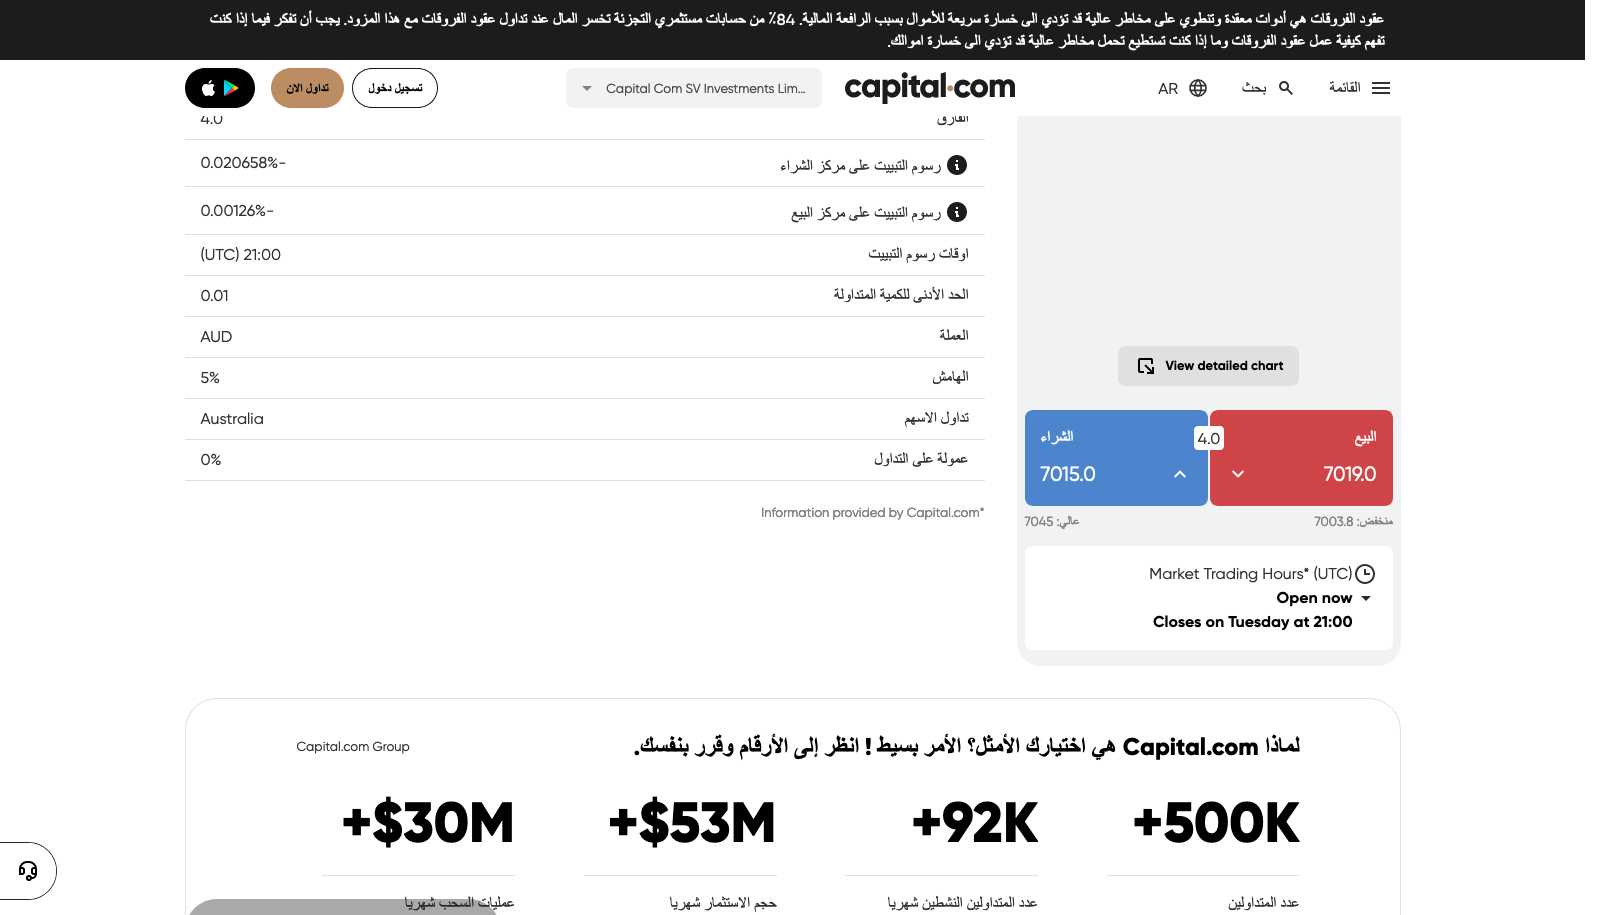 عقود الفروقات هي أدوات معقدة وتنطوي على مخاطر عالية قد تؤدي الى خسارة سريعة للأموال بسبب الرافعة المالية. 84٪ من حسابات مستثمري التجزئة تخسر المال عند تداول عقود الفروقات مع هذا المزود. يجب أن تفكر فيما إذا كنت
تفهم كيفية عمل عقود الفروقات وما إذا كنت تستطيع تحمل مخاطر عالية قد تؤدي الى خسارة اموالك.
القائمة
بحث
AR
capital.com
Capital Com SV Investments Lim...
تسجيل دخول
تداول الان
الفارق 4.0
رسوم التبييت على مركز الشراء 0.020658%-
رسوم التبييت على مركز البيع 0.00126%-
اوقات رسوم التبييت 21:00 (UTC)
الحد الأدنى للكمية المتداولة 0.01
العملة AUD
الهامش 5%
تداول الاسهم Australia
عمولة على التداول 0%
Information provided by Capital.com*
View detailed chart
البيع
7019.0
4.0
الشراء
7015.0
منخفض: 7003.8
عالي: 7045
Market Trading Hours* (UTC)
Open now
Closes on Tuesday at 21:00
لماذا Capital.com هي اختيارك الأمثل؟ الأمر بسيط ! انظر إلى الأرقام وقرر بنفسك.
Capital.com Group
+500K
عدد المتداولين
+92K
عدد المتداولين النشطين شهريا
+$53M
حجم الاستثمار شهريا
+$30M
عمليات السحب شهريا